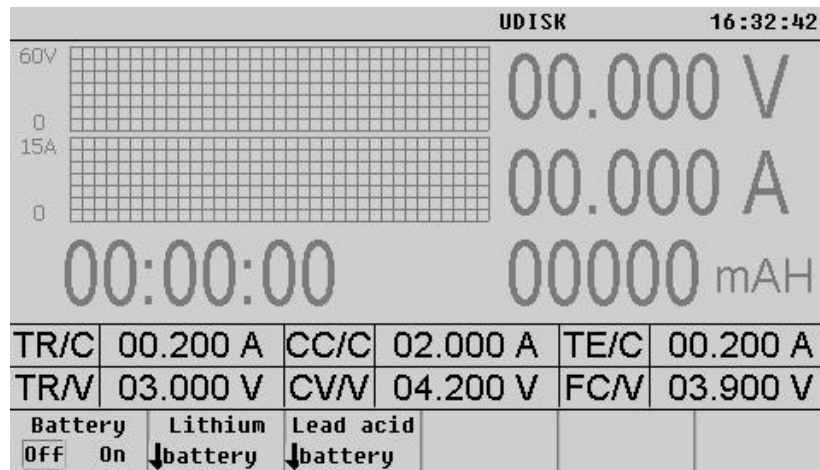 UDISK 16:32:42
60V
0
00.000 V
15A
0
00.000 A
00:00:00 00000 mAH
TR/C 00.200 A CC/C 02.000 A TE/C 00.200 A
TR/V 03.000 V CV/V 04.200 V FC/V 03.900 V
Battery Lithium Lead acid
Off On battery battery